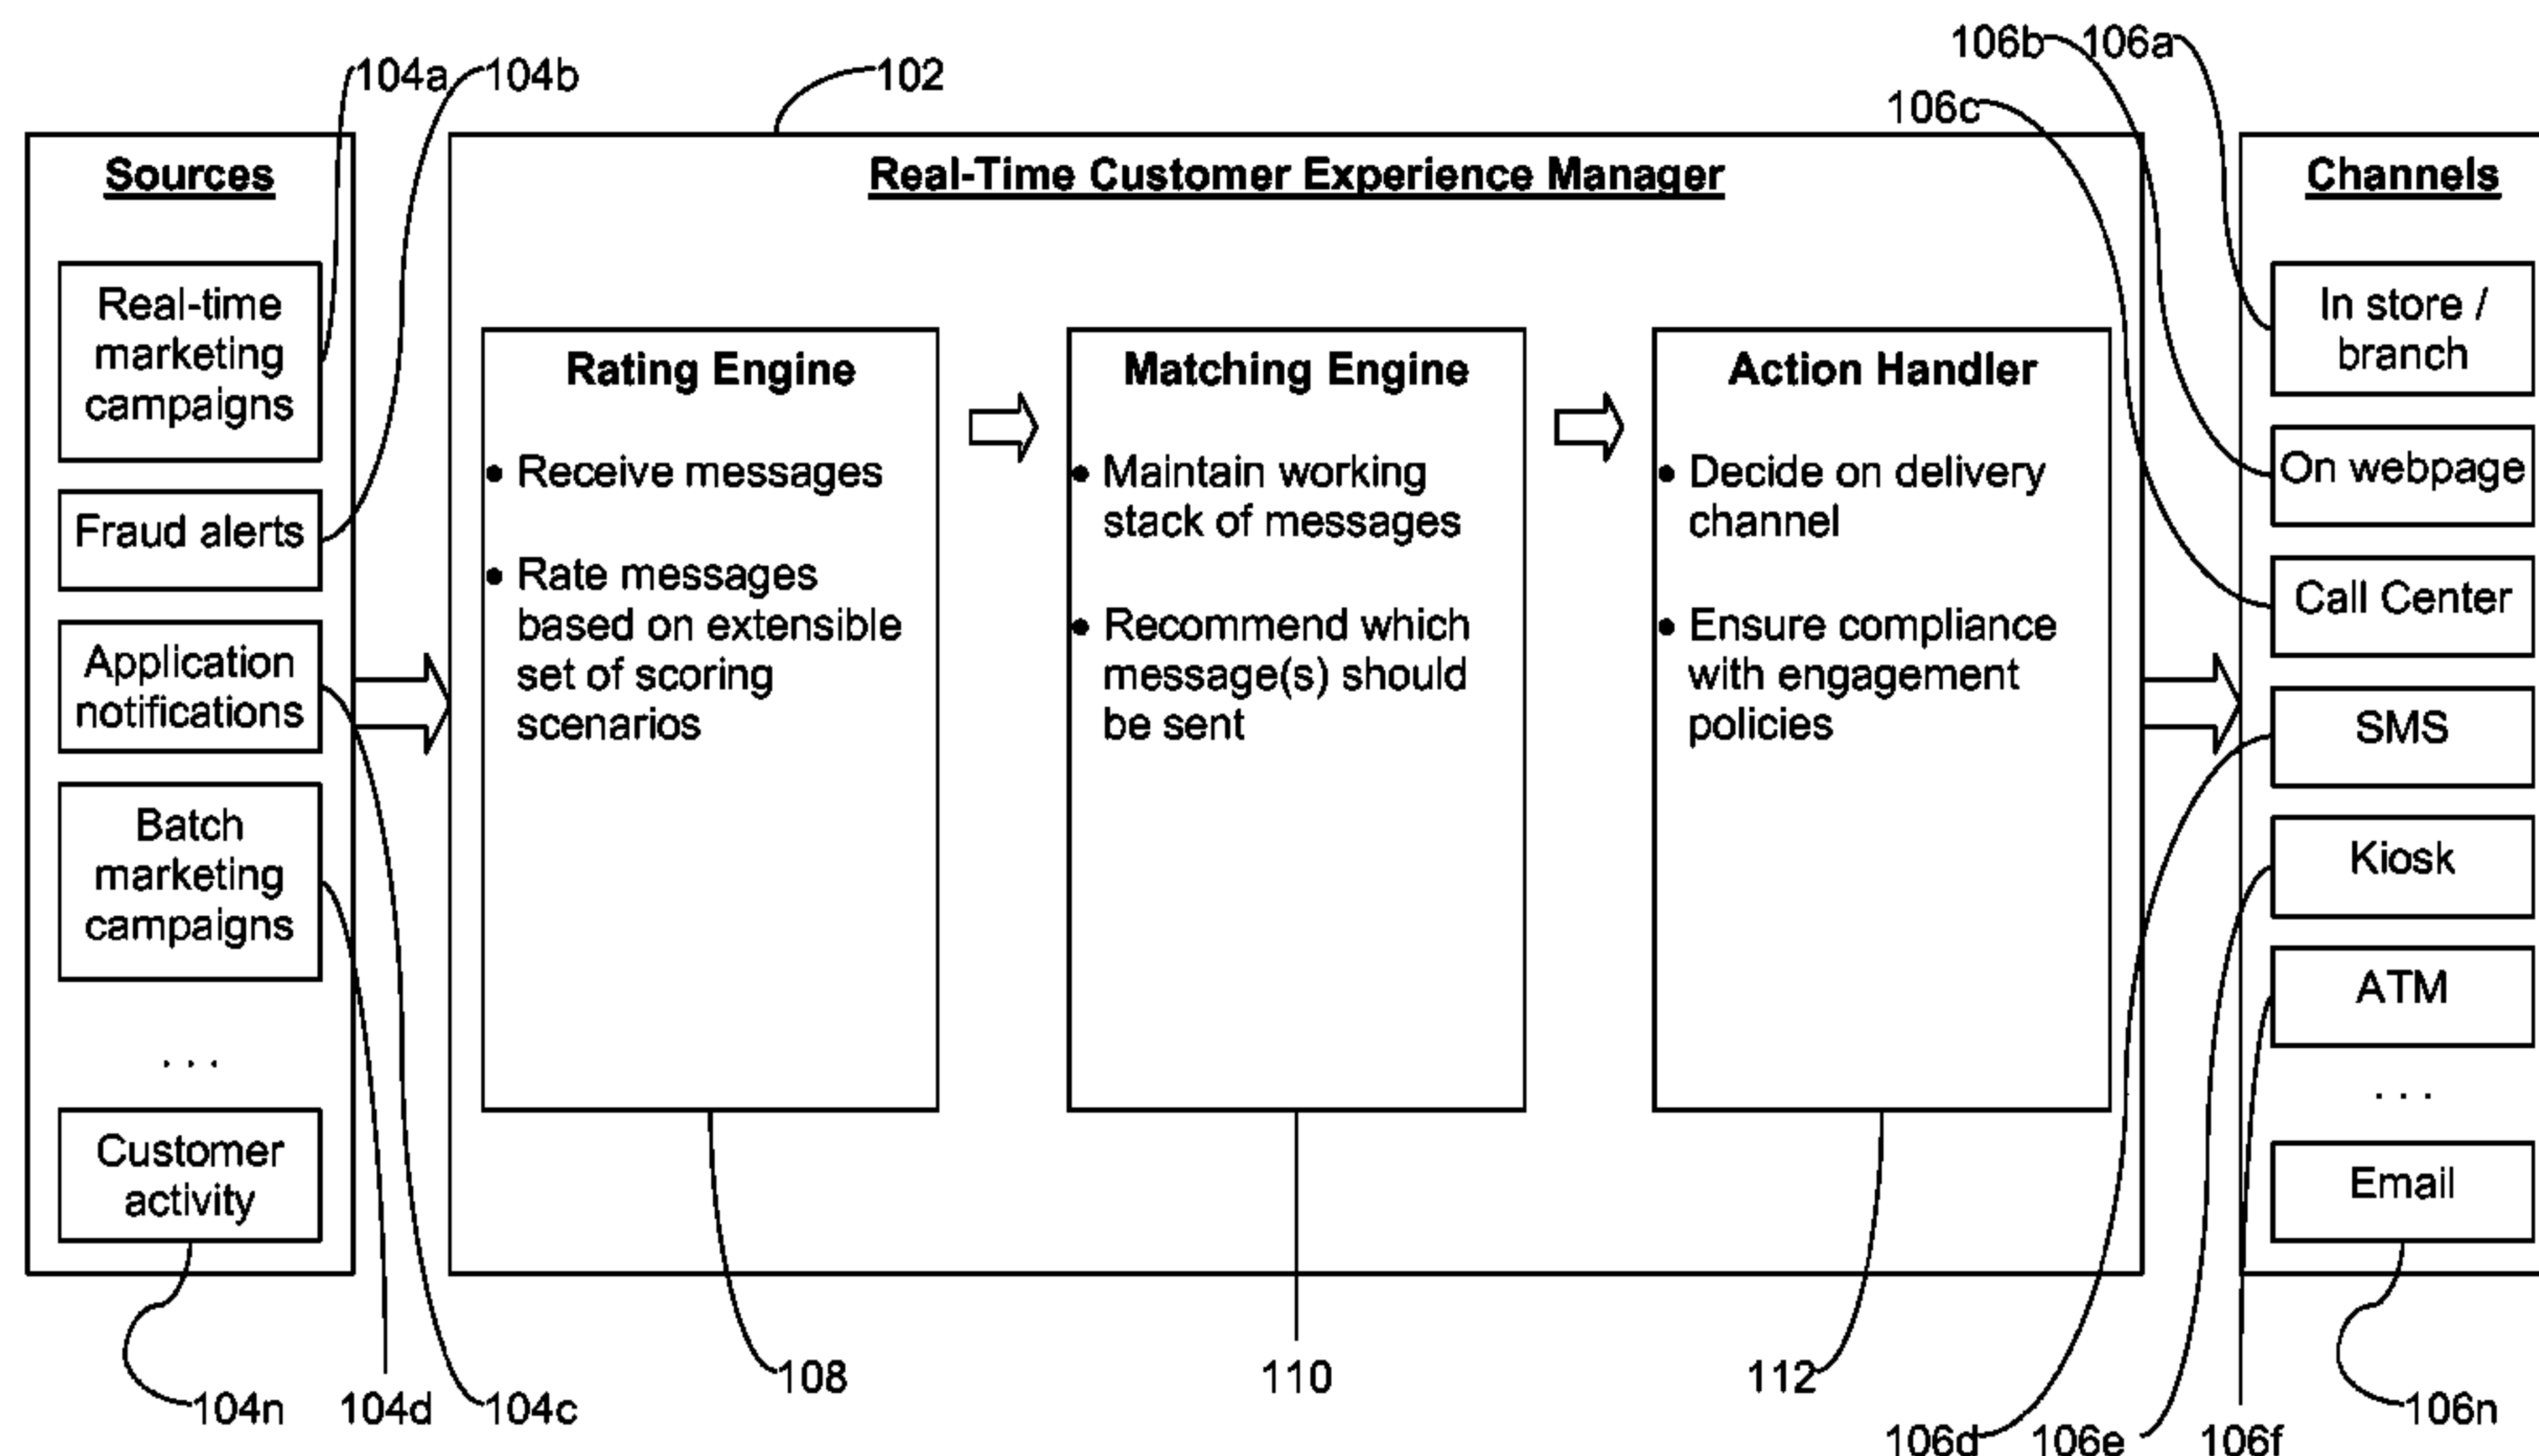 106b
106a
104a
104b
102
106c
Sources
Real-time
marketing
campaigns
Fraud alerts
Application
notifications
Batch
marketing
campaigns
. . .
Customer
activity
Real-Time Customer Experience Manager
Rating Engine
• Receive messages
• Rate messages
based on extensible
set of scoring
scenarios
Matching Engine
• Maintain working
stack of messages
• Recommend which
message(s) should
be sent
Action Handler
• Decide on delivery
channel
• Ensure compliance
with engagement
policies
Channels
In store /
branch
On webpage
Call Center
SMS
Kiosk
ATM
. . .
Email
108
110
112
104n
104d
104c
106d
106e
106f
106n